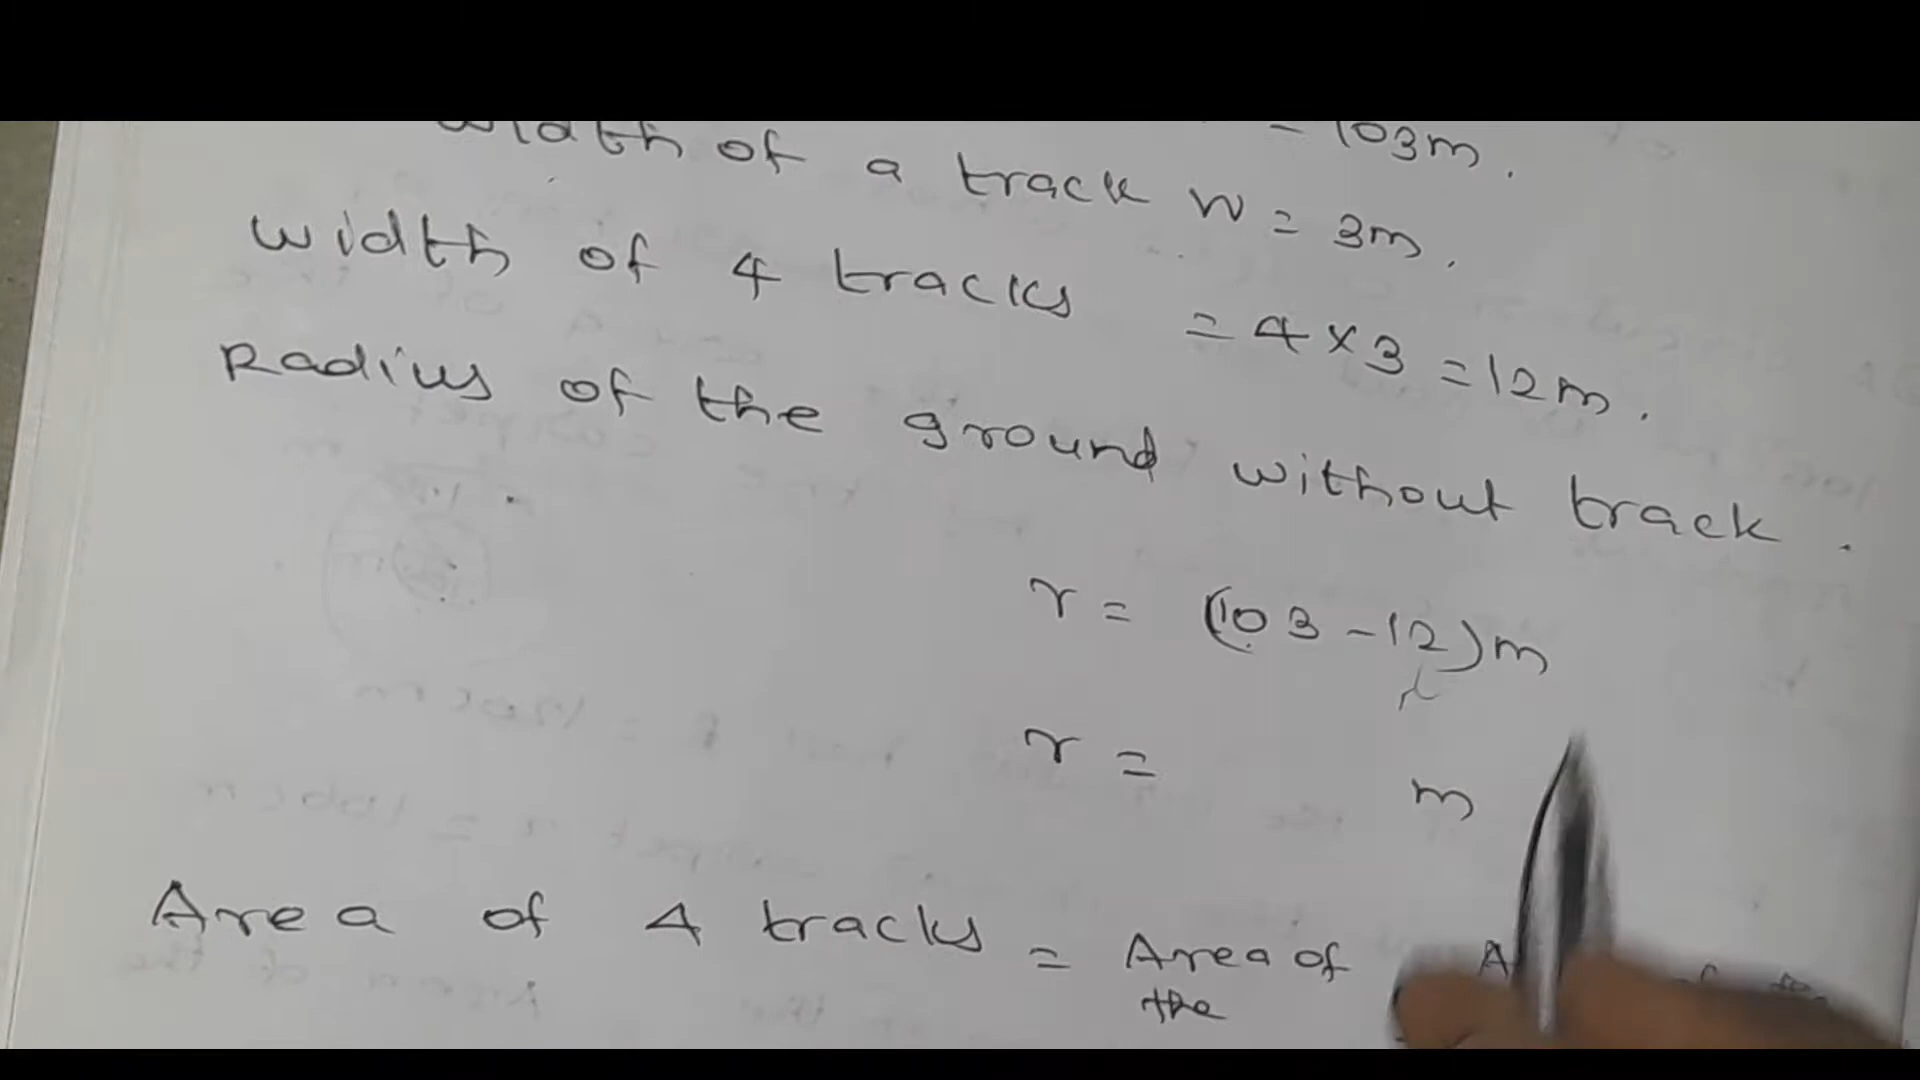 = 103m.
width of a track w = 3m.
width of 4 tracks = 4 × 3 = 12m.
Radius of the ground without track.
r = (103 - 12)m
r = m
Area of 4 tracks = Area of
the